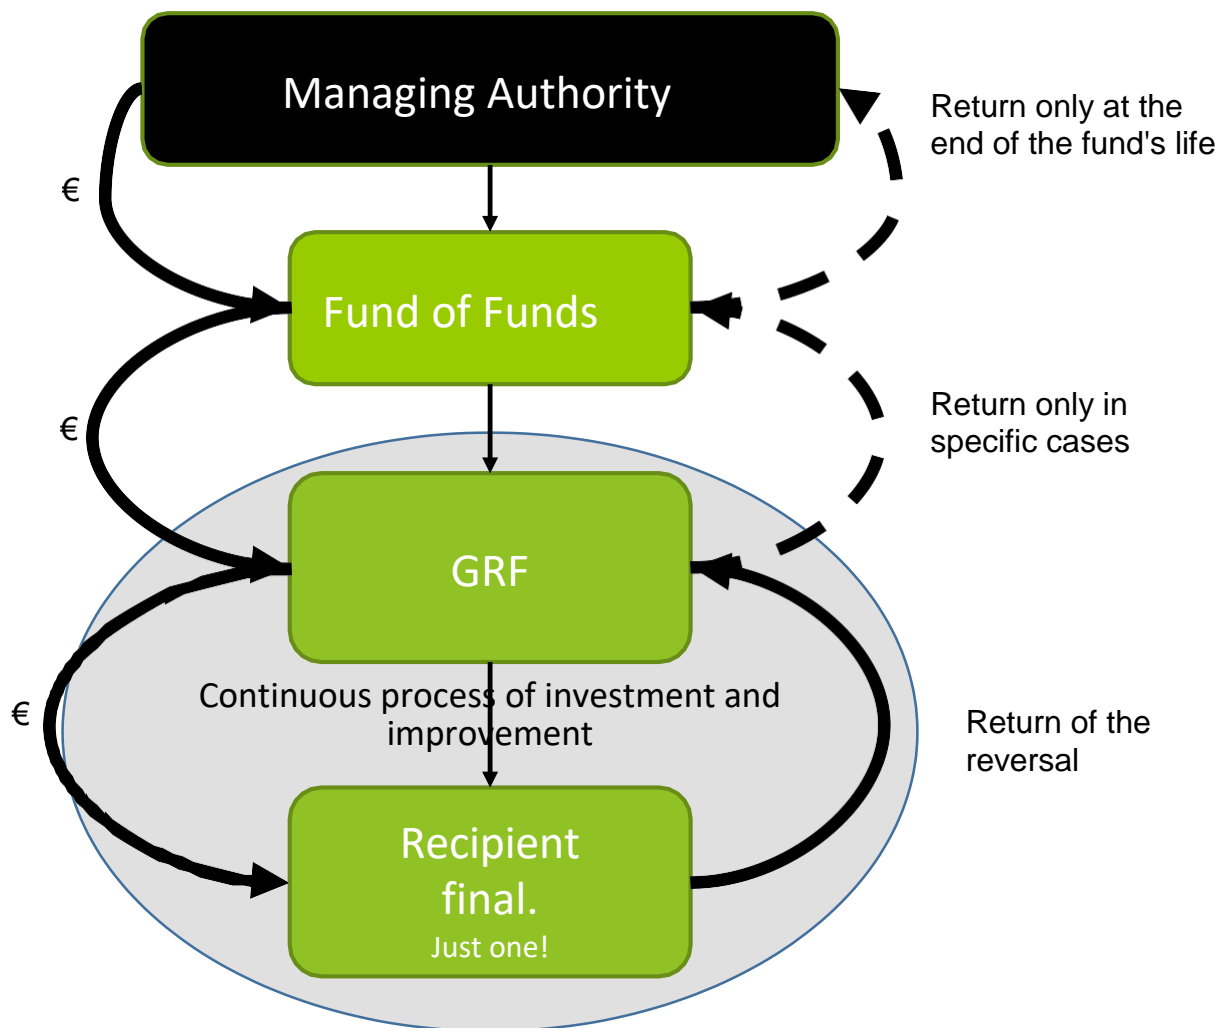 Managing Authority
Return only at the
end of the fund's life
€
Fund of Funds
€
Return only in
specific cases
GRF
Continuous process of investment and
improvement
€
Return of the
reversal
Recipient
final.
Just one!